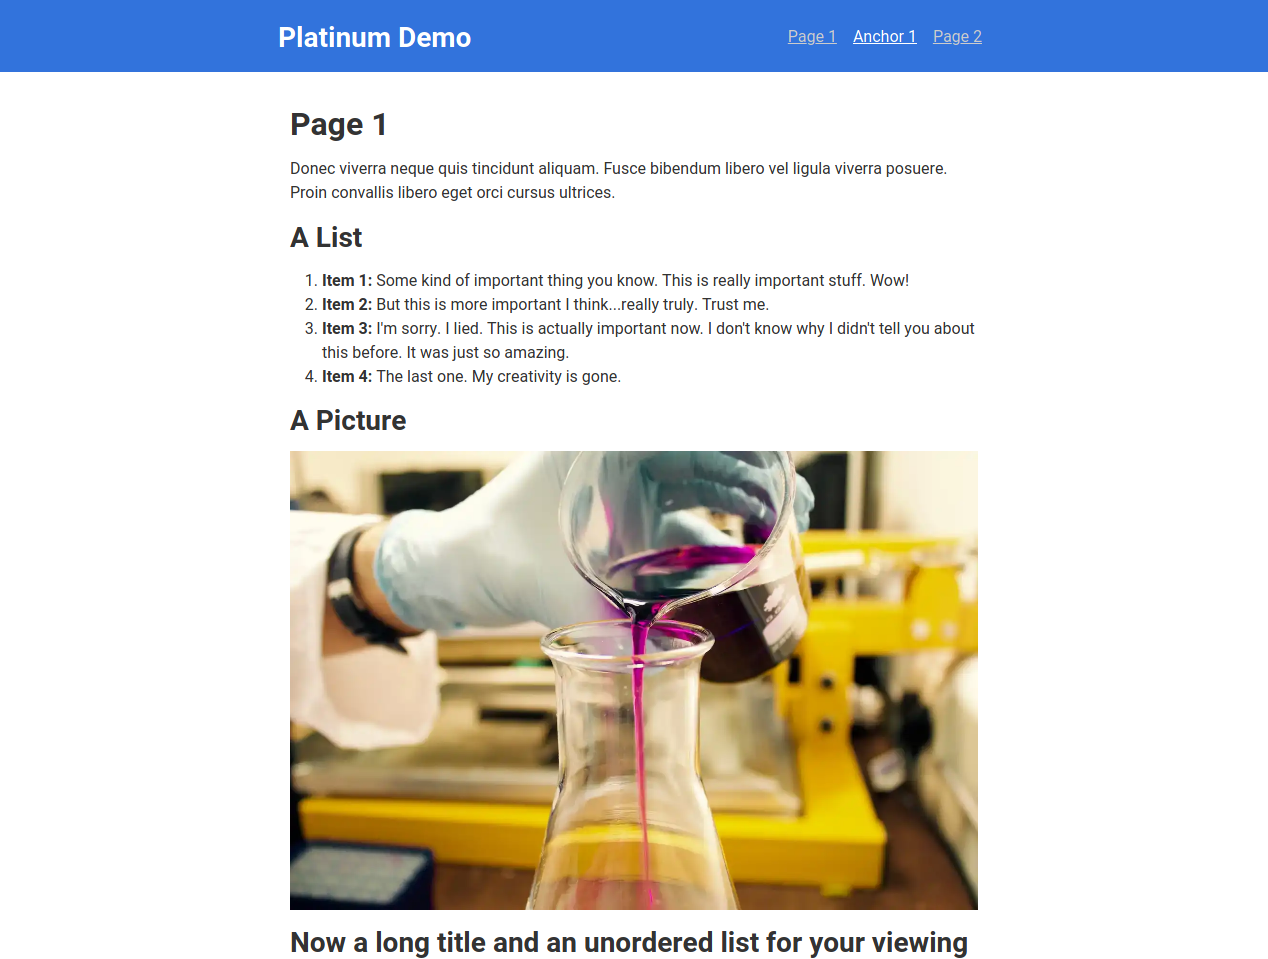 Platinum Demo
Page 1 Anchor 1 Page 2
Page 1
Donec viverra neque quis tincidunt aliquam. Fusce bibendum libero vel ligula viverra posuere.
Proin convallis libero eget orci cursus ultrices.
A List
1. Item 1: Some kind of important thing you know. This is really important stuff. Wow!
2. Item 2: But this is more important I think...really truly. Trust me.
3. Item 3: I'm sorry. I lied. This is actually important now. I don't know why I didn't tell you about
this before. It was just so amazing.
4. Item 4: The last one. My creativity is gone.
A Picture
Now a long title and an unordered list for your viewing